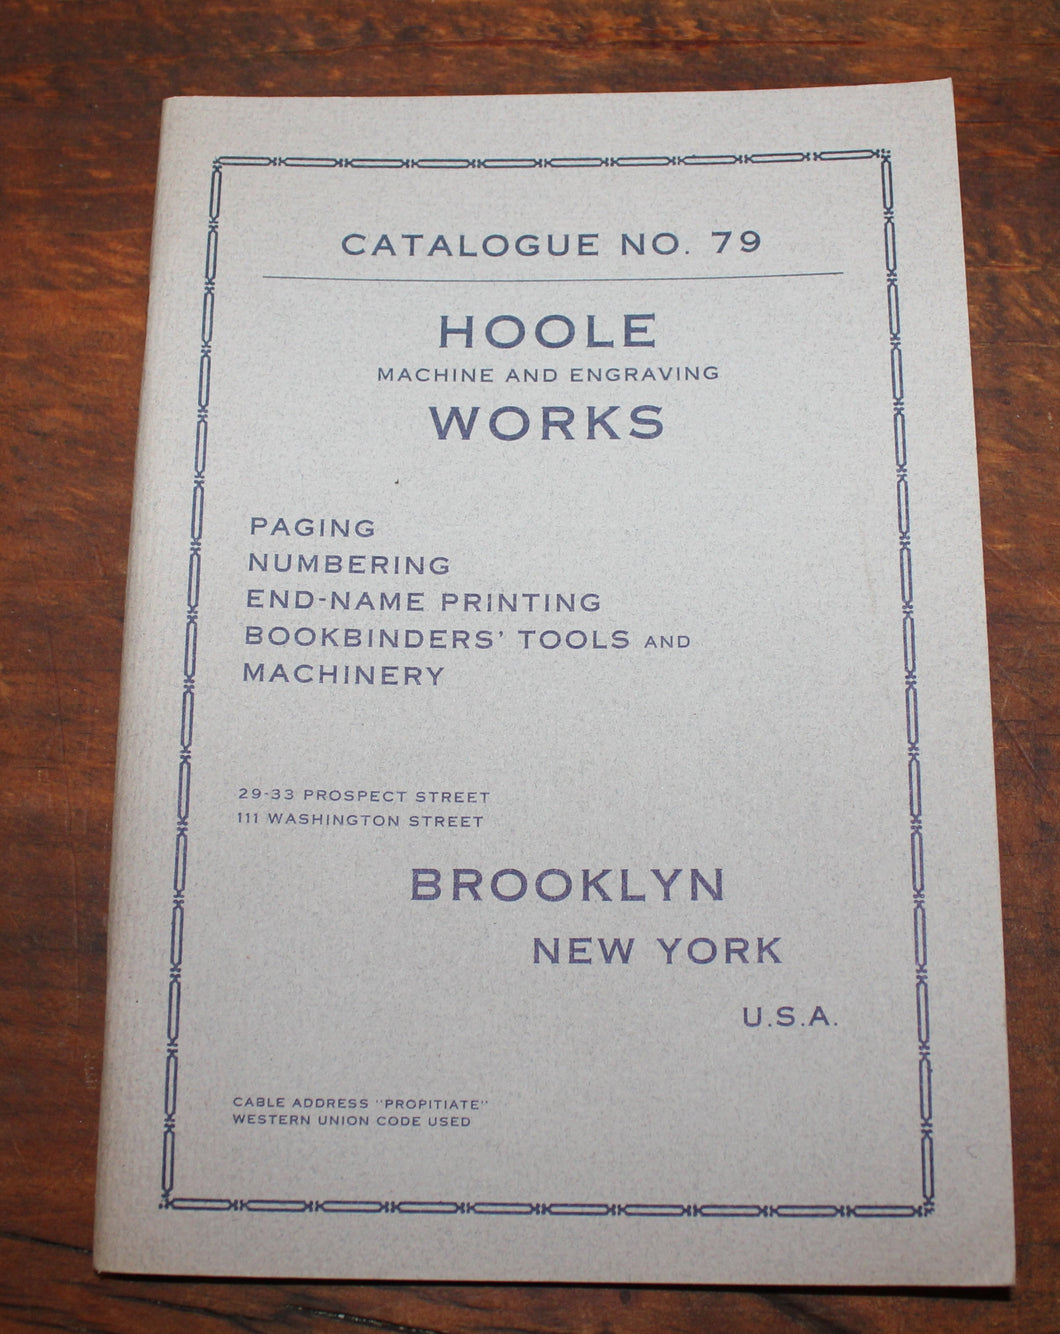 CATALOGUE NO. 79
HOOLE
MACHINE AND ENGRAVING
WORKS
PAGING
NUMBERING
END-NAME PRINTING
BOOKBINDERS' TOOLS AND
MACHINERY
29-33 PROSPECT STREET
111 WASHINGTON STREET
BROOKLYN
NEW YORK
U.S.A.
CABLE ADDRESS "PROPITIATE"
WESTERN UNION CODE USED